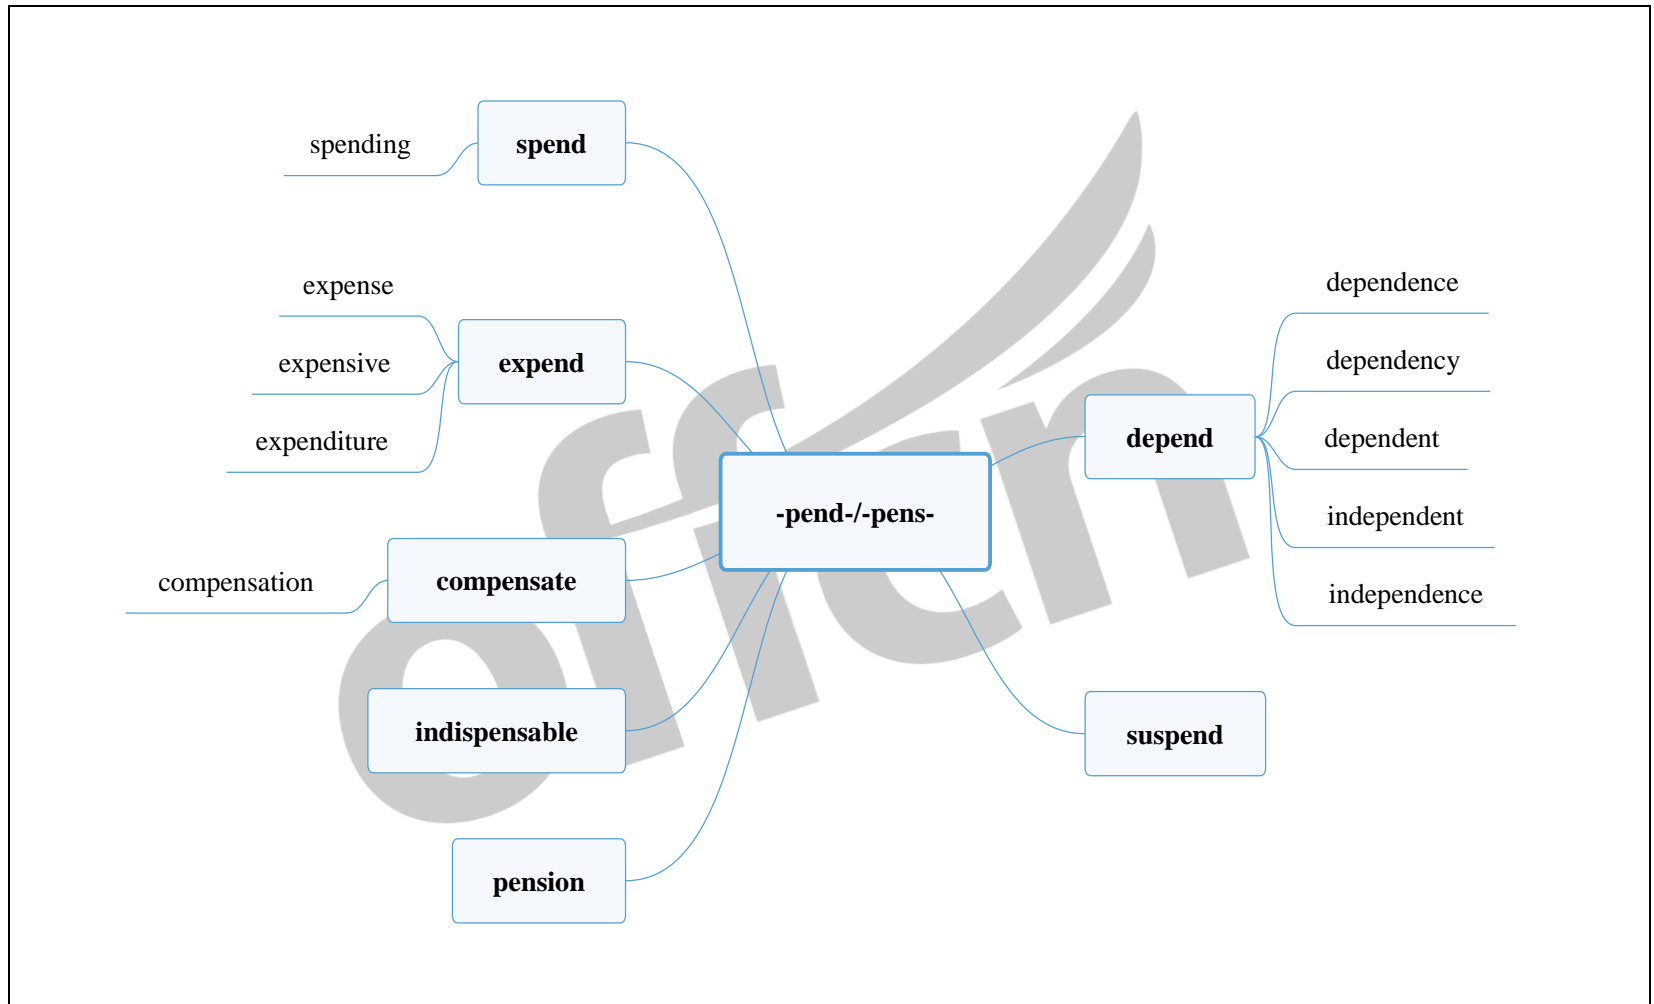 -pend-/-pens-
depend
dependence
dependency
dependent
independent
independence
suspend
spend
spending
expend
expense
expensive
expenditure
compensate
compensation
indispensable
pension
offcn